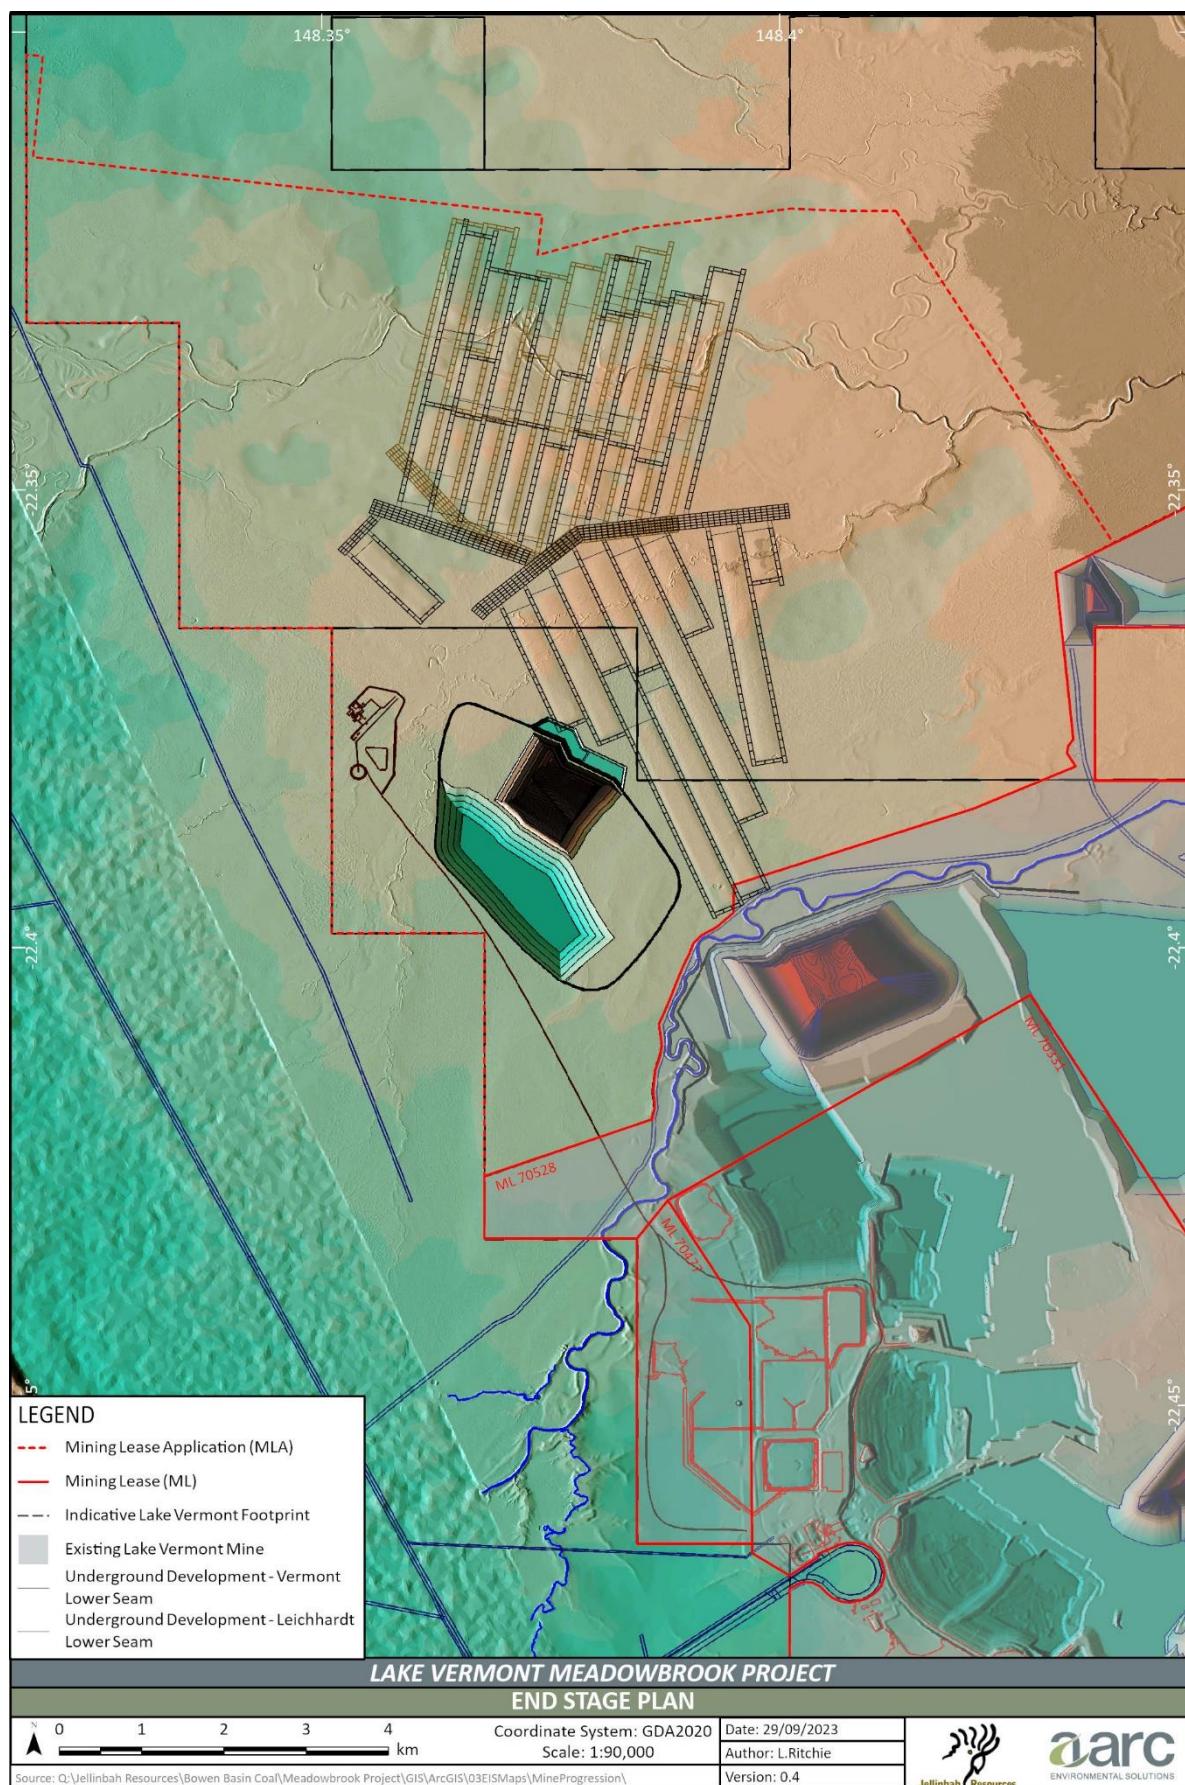 148.35°
148.4°
-22.35°
-22.35°
-22.4°
-22.4°
ML 70331
ML 70528
ML 70477
5°
-22.45°
LEGEND
Mining Lease Application (MLA)
Mining Lease (ML)
Indicative Lake Vermont Footprint
Existing Lake Vermont Mine
Underground Development - Vermont
Lower Seam
Underground Development - Leichhardt
Lower Seam
LAKE VERMONT MEADOWBROOK PROJECT
END STAGE PLAN
N
0 1 2 3 4
km
Coordinate System: GDA2020
Scale: 1:90,000
Date: 29/09/2023
Author: L.Ritchie
Version: 0.4
Source: Q:\Jellinbah Resources\Bowen Basin Coal\Meadowbrook Project\GIS\ArcGIS\03EISMaps\MineProgression\
Jellinbah Resources
aarc
ENVIRONMENTAL SOLUTIONS